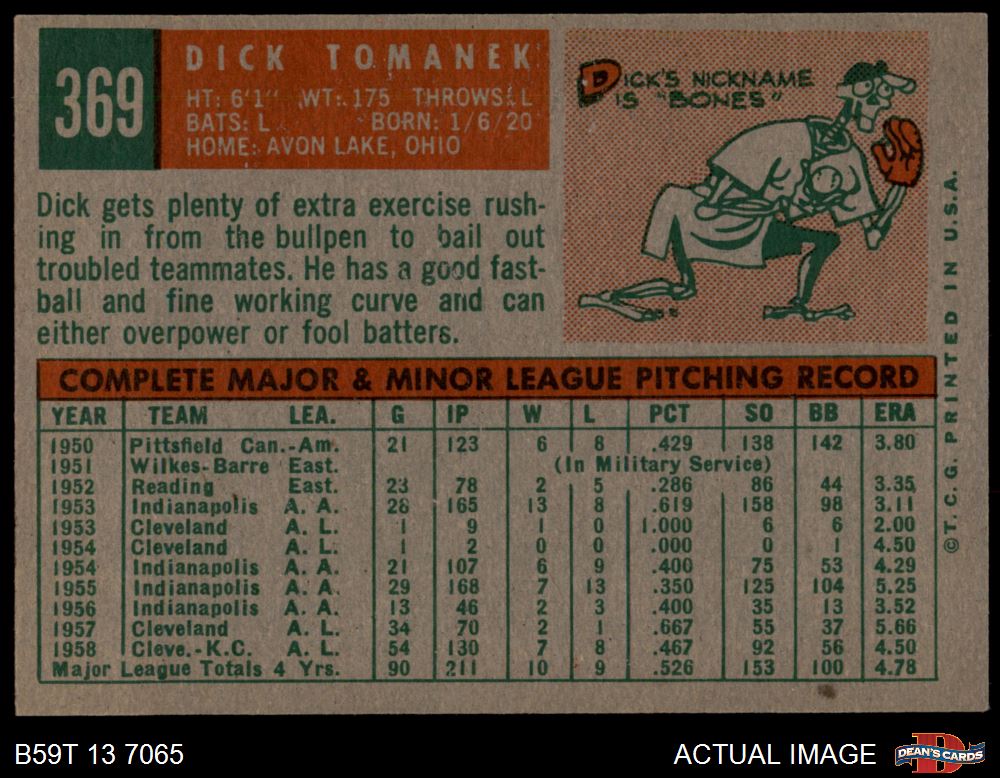 369
DICK TOMANEK
HT: 6'1" WT: 175 THROWS: L
BATS: L BORN: 1/6/20
HOME: AVON LAKE, OHIO
DICK'S NICKNAME
IS "BONES"
Dick gets plenty of extra exercise rush-
ing in from the bullpen to bail out
troubled teammates. He has a good fast-
ball and fine working curve and can
either overpower or fool batters.
COMPLETE MAJOR & MINOR LEAGUE PITCHING RECORD
YEAR TEAM LEA. G IP W L PCT SO BB ERA
1950 Pittsfield Can.-Am. 21 123 6 8 .429 138 142 3.80
1951 Wilkes-Barre East. (In Military Service)
1952 Reading East. 23 78 2 5 .286 86 44 3.35
1953 Indianapolis A. A. 28 165 13 8 .619 158 98 3.11
1953 Cleveland A. L. 1 9 1 0 1.000 6 6 2.00
1954 Cleveland A. L. 1 2 0 0 .000 0 1 4.50
1954 Indianapolis A. A. 21 107 6 9 .400 75 53 4.29
1955 Indianapolis A. A. 29 168 7 13 .350 125 104 5.25
1956 Indianapolis A. A. 13 46 2 3 .400 35 13 3.52
1957 Cleveland A. L. 34 70 2 1 .667 55 37 5.66
1958 Cleve.-K.C. A. L. 54 130 7 8 .467 92 56 4.50
Major League Totals 4 Yrs. 90 211 10 9 .526 153 100 4.78
©T.C.G. PRINTED IN U.S.A.
B59T 13 7065
ACTUAL IMAGE
DEAN'S CARDS